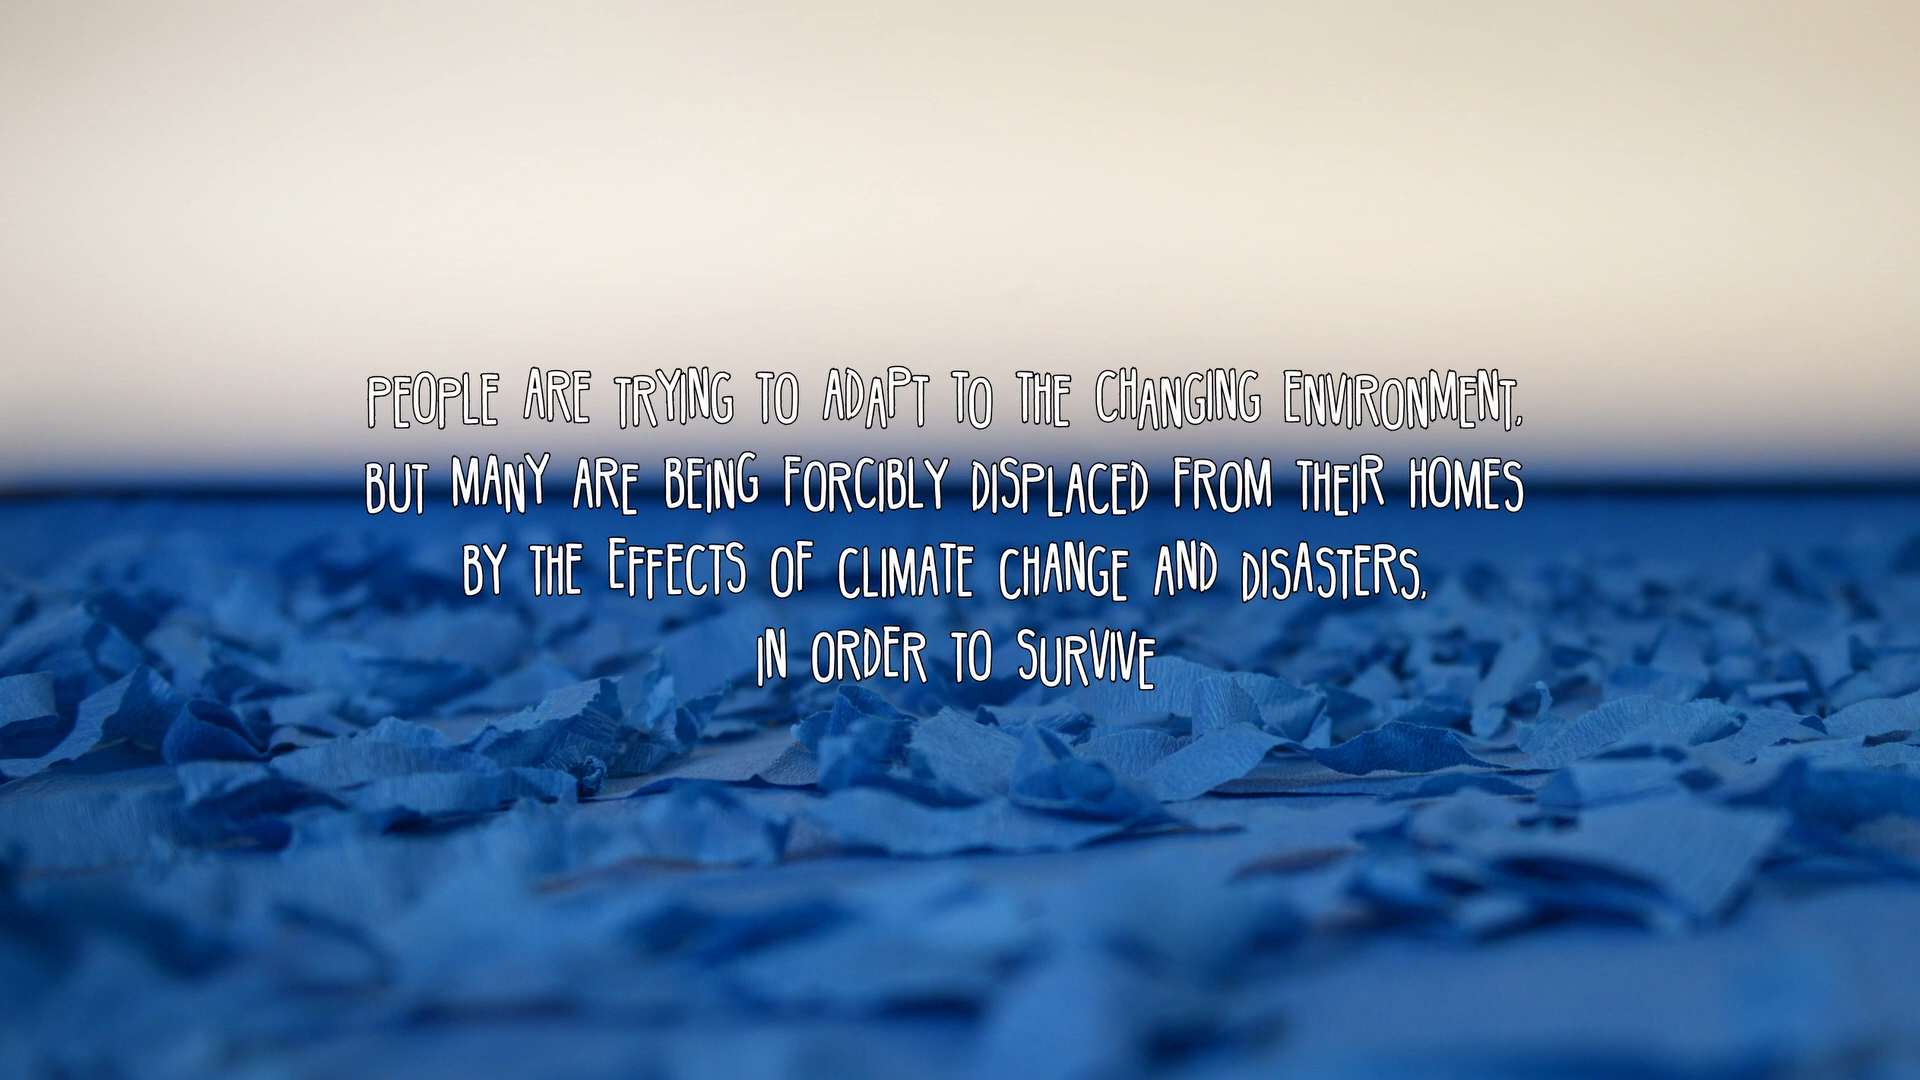 PEOPLE ARE TRYING TO ADAPT TO THE CHANGING ENVIRONMENT,
BUT MANY ARE BEING FORCIBLY DISPLACED FROM THEIR HOMES
BY THE EFFECTS OF CLIMATE CHANGE AND DISASTERS,
IN ORDER TO SURVIVE